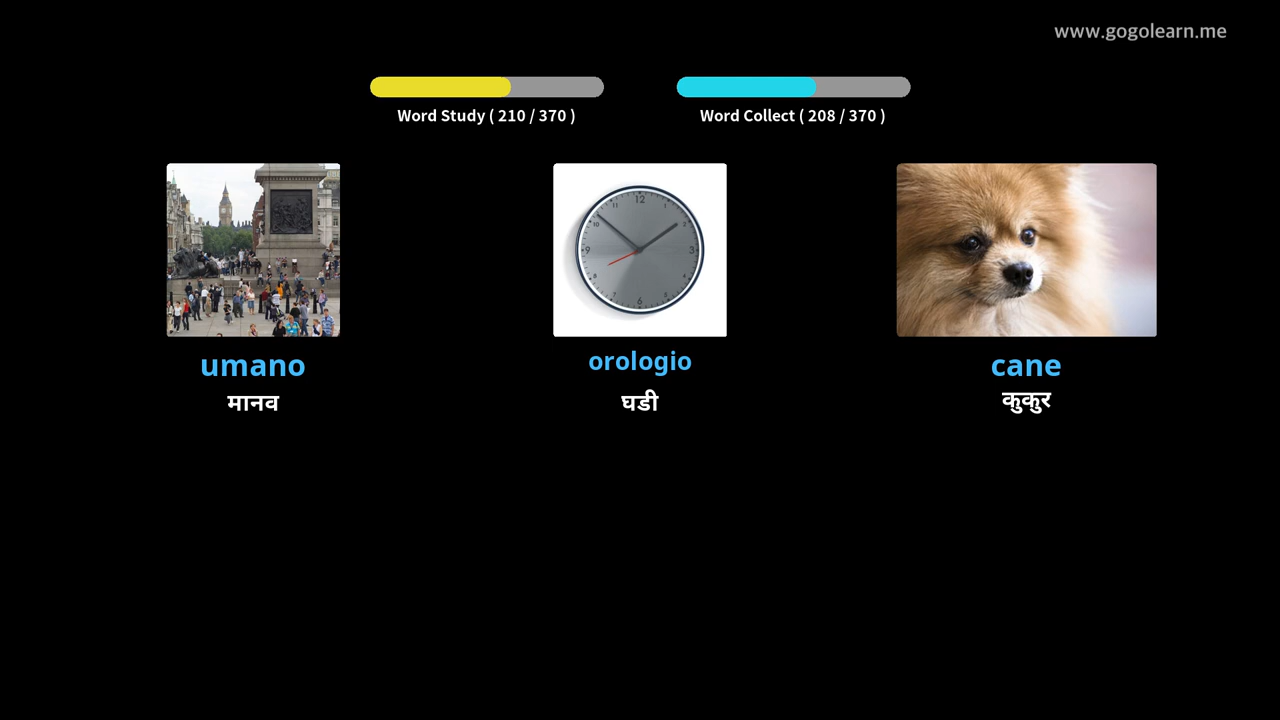 www.gogolearn.me
Word Study ( 210 / 370 )
Word Collect ( 208 / 370 )
umano
मानव
orologio
घडी
cane
कुकुर